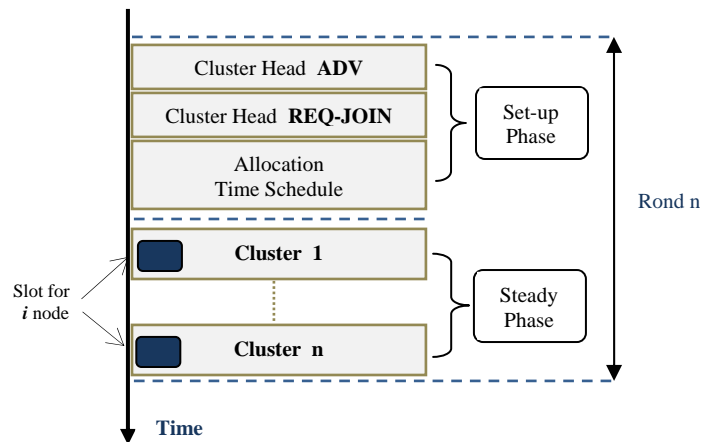 Cluster Head ADV
Cluster Head REQ-JOIN
Allocation
Time Schedule
Set-up
Phase
Rond n
Cluster 1
Slot for
i node
Steady
Phase
Cluster n
Time